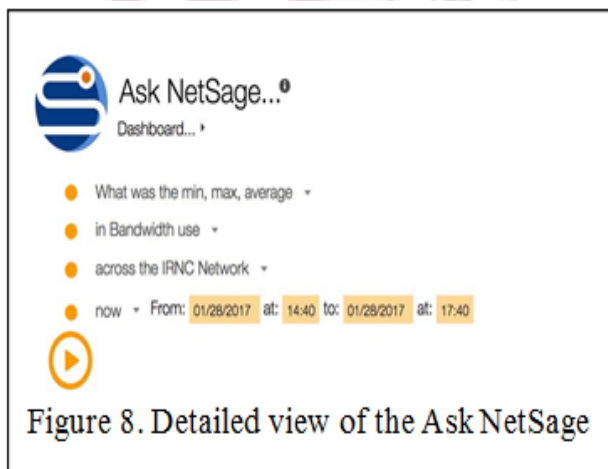 Ask NetSage...
Dashboard...
What was the min, max, average
in Bandwidth use
across the IRNC Network
now From: 01/28/2017 at: 14:40 to: 01/28/2017 at: 17:40
Figure 8. Detailed view of the Ask NetSage